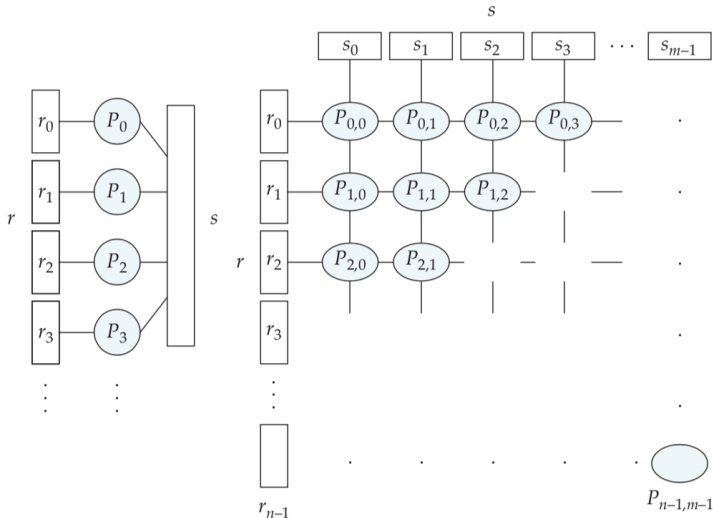 s
s₀ s₁ s₂ s₃ ··· sₘ₋₁
r₀ P₀ r₀ P₀,₀ P₀,₁ P₀,₂ P₀,₃
r₁ P₁ r₁ P₁,₀ P₁,₁ P₁,₂
r s
r₂ P₂ r r₂ P₂,₀ P₂,₁
r₃ P₃ r₃
rₙ₋₁ Pₙ₋₁,ₘ₋₁